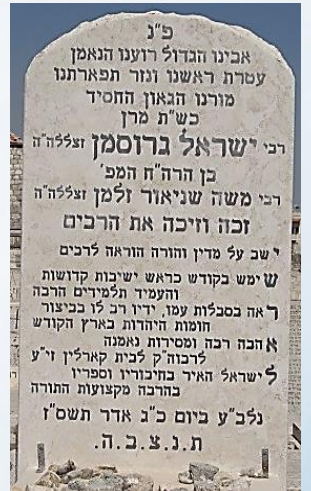 פ"נ
אבינו הגדול רוענו הנאמן
עטרת ראשנו ונזר תפארתנו
מורנו הגאון החסיד
כש"ת מרן
רבי ישראל גרוסמן זצללה"ה
בן הרה"ח המפ'
רבי משה שניאור זלמן זצללה"ה
זכה וזיכה את הרבים
ישב על מדין והורה הוראה לרבים
שימש בקודש כראש ישיבות קדושות
והעמיד תלמידים הרבה
ראה בסבלות עמו, ידיו רב לו בביצור
חומות היהדות בארץ הקודש
אהבה רבה ומסירות נאמנה
לרבוה"ק לבית קארלין זי"ע
לישראל האיר בחיבוריו וספריו
בהרבה מקצועות התורה
נלב"ע ביום כ"ג אדר תשס"ז
ת.נ.צ.ב.ה.